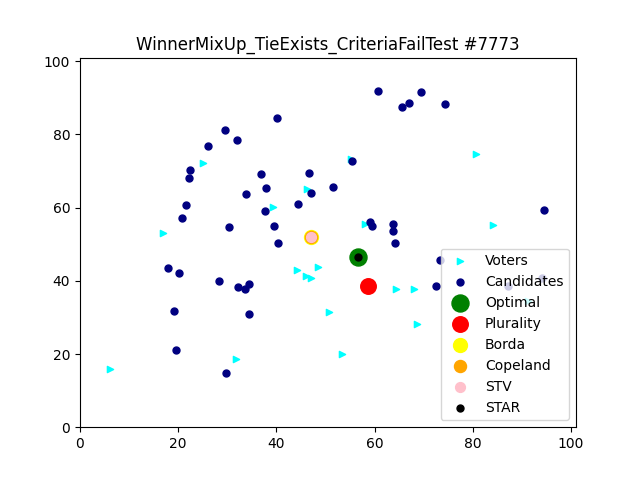 WinnerMixUp_TieExists_CriteriaFailTest #7773
100
80
60
40
20
0
0 20 40 60 80 100
Voters
Candidates
Optimal
Plurality
Borda
Copeland
STV
STAR